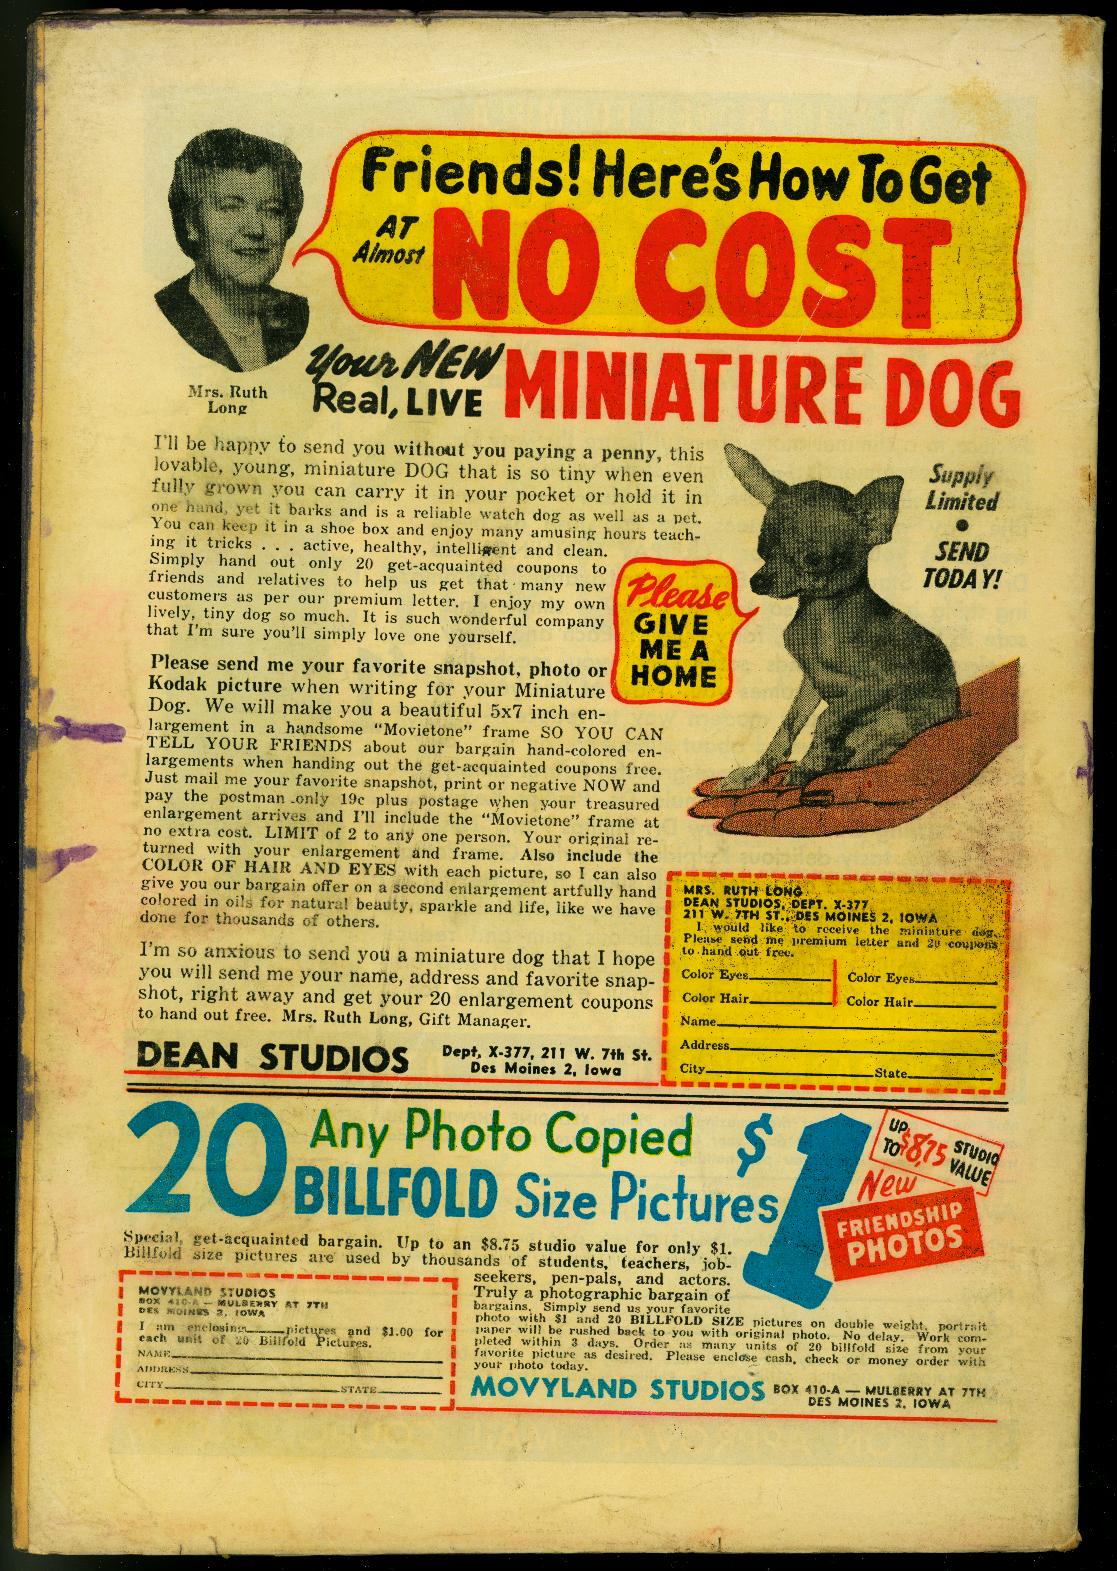 Friends! Here's How To Get
AT
Almost
NO COST
Your NEW
Real, LIVE
MINIATURE DOG
Mrs. Ruth
Long
I'll be happy to send you without you paying a penny, this
lovable, young, miniature DOG that is so tiny when even
fully grown you can carry it in your pocket or hold it in
one hand, yet it barks and is a reliable watch dog as well as a pet.
You can keep it in a shoe box and enjoy many amusing hours teach-
ing it tricks . . . active, healthy, intelligent and clean.
Simply hand out only 20 get-acquainted coupons to
friends and relatives to help us get that many new
customers as per our premium letter. I enjoy my own
lively, tiny dog so much. It is such wonderful company
that I'm sure you'll simply love one yourself.
Supply
Limited
•
SEND
TODAY!
Please
GIVE
ME A
HOME
Please send me your favorite snapshot, photo or
Kodak picture when writing for your Miniature
Dog. We will make you a beautiful 5x7 inch en-
largement in a handsome "Movietone" frame SO YOU CAN
TELL YOUR FRIENDS about our bargain hand-colored en-
largements when handing out the get-acquainted coupons free.
Just mail me your favorite snapshot, print or negative NOW and
pay the postman only 19c plus postage when your treasured
enlargement arrives and I'll include the "Movietone" frame at
no extra cost. LIMIT of 2 to any one person. Your original re-
turned with your enlargement and frame. Also include the
COLOR OF HAIR AND EYES with each picture, so I can also
give you our bargain offer on a second enlargement artfully hand
colored in oils for natural beauty, sparkle and life, like we have
done for thousands of others.
I'm so anxious to send you a miniature dog that I hope
you will send me your name, address and favorite snap-
shot, right away and get your 20 enlargement coupons
to hand out free. Mrs. Ruth Long, Gift Manager.
DEAN STUDIOS
Dept, X-377, 211 W. 7th St.
Des Moines 2, Iowa
MRS. RUTH LONG
DEAN STUDIOS, DEPT. X-377
211 W. 7TH ST., DES MOINES 2, IOWA
I would like to receive the miniature dog.
Please send me premium letter and 20 coupons
to hand out free.
Color Eyes Color Eyes
Color Hair Color Hair
Name
Address
City State
20
Any Photo Copied
BILLFOLD Size Pictures
$1
UP
TO $8.75 STUDIO
VALUE
New
FRIENDSHIP
PHOTOS
Special, get-acquainted bargain. Up to an $8.75 studio value for only $1.
Billfold size pictures are used by thousands of students, teachers, job-
seekers, pen-pals, and actors.
Truly a photographic bargain of
bargains. Simply send us your favorite
photo with $1 and 20 BILLFOLD SIZE pictures on double weight, portrait
paper will be rushed back to you with original photo. No delay. Work com-
pleted within 3 days. Order as many units of 20 billfold size from your
favorite picture as desired. Please enclose cash, check or money order with
your photo today.
MOVYLAND STUDIOS
BOX 410-A — MULBERRY AT 7TH
DES MOINES 2, IOWA
I am enclosing pictures and $1.00 for
each unit of 20 Billfold Pictures.
NAME
ADDRESS
CITY STATE
MOVYLAND STUDIOS BOX 410-A — MULBERRY AT 7TH
DES MOINES 2, IOWA